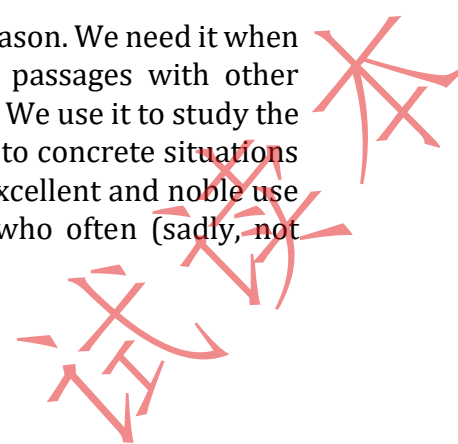 ason. We need it when
passages with other
We use it to study the
to concrete situations
xcellent and noble use
who often (sadly, not
试读本